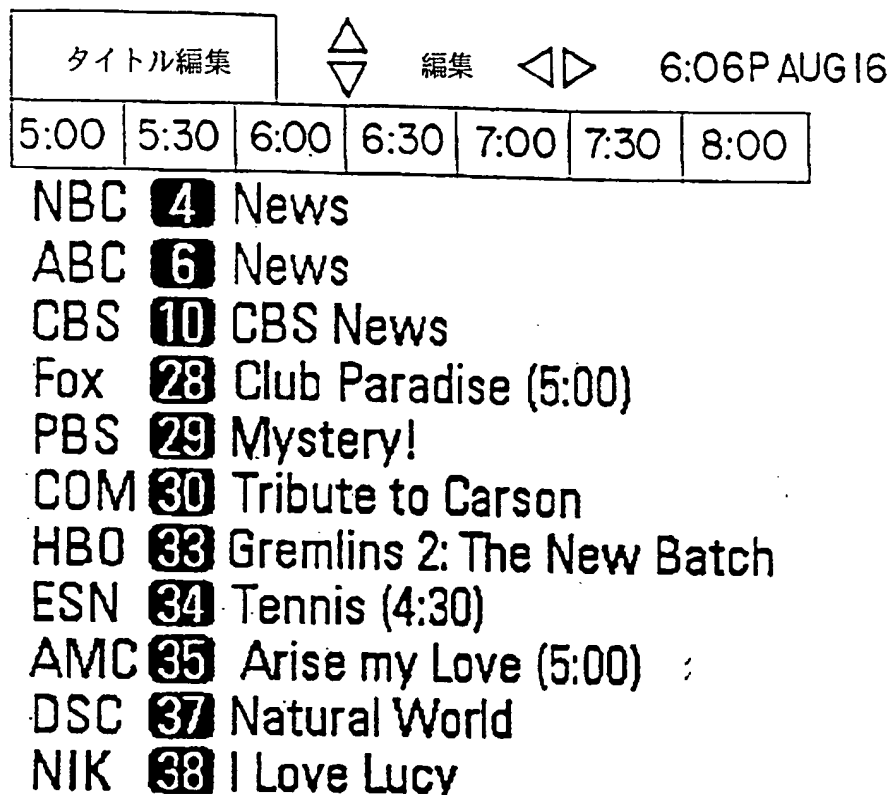 タイトル編集 編集 6:06P AUG 16
5:00 5:30 6:00 6:30 7:00 7:30 8:00
NBC 4 News
ABC 6 News
CBS 10 CBS News
Fox 28 Club Paradise (5:00)
PBS 29 Mystery!
COM 30 Tribute to Carson
HBO 33 Gremlins 2: The New Batch
ESN 34 Tennis (4:30)
AMC 35 Arise my Love (5:00)
DSC 37 Natural World
NIK 38 I Love Lucy